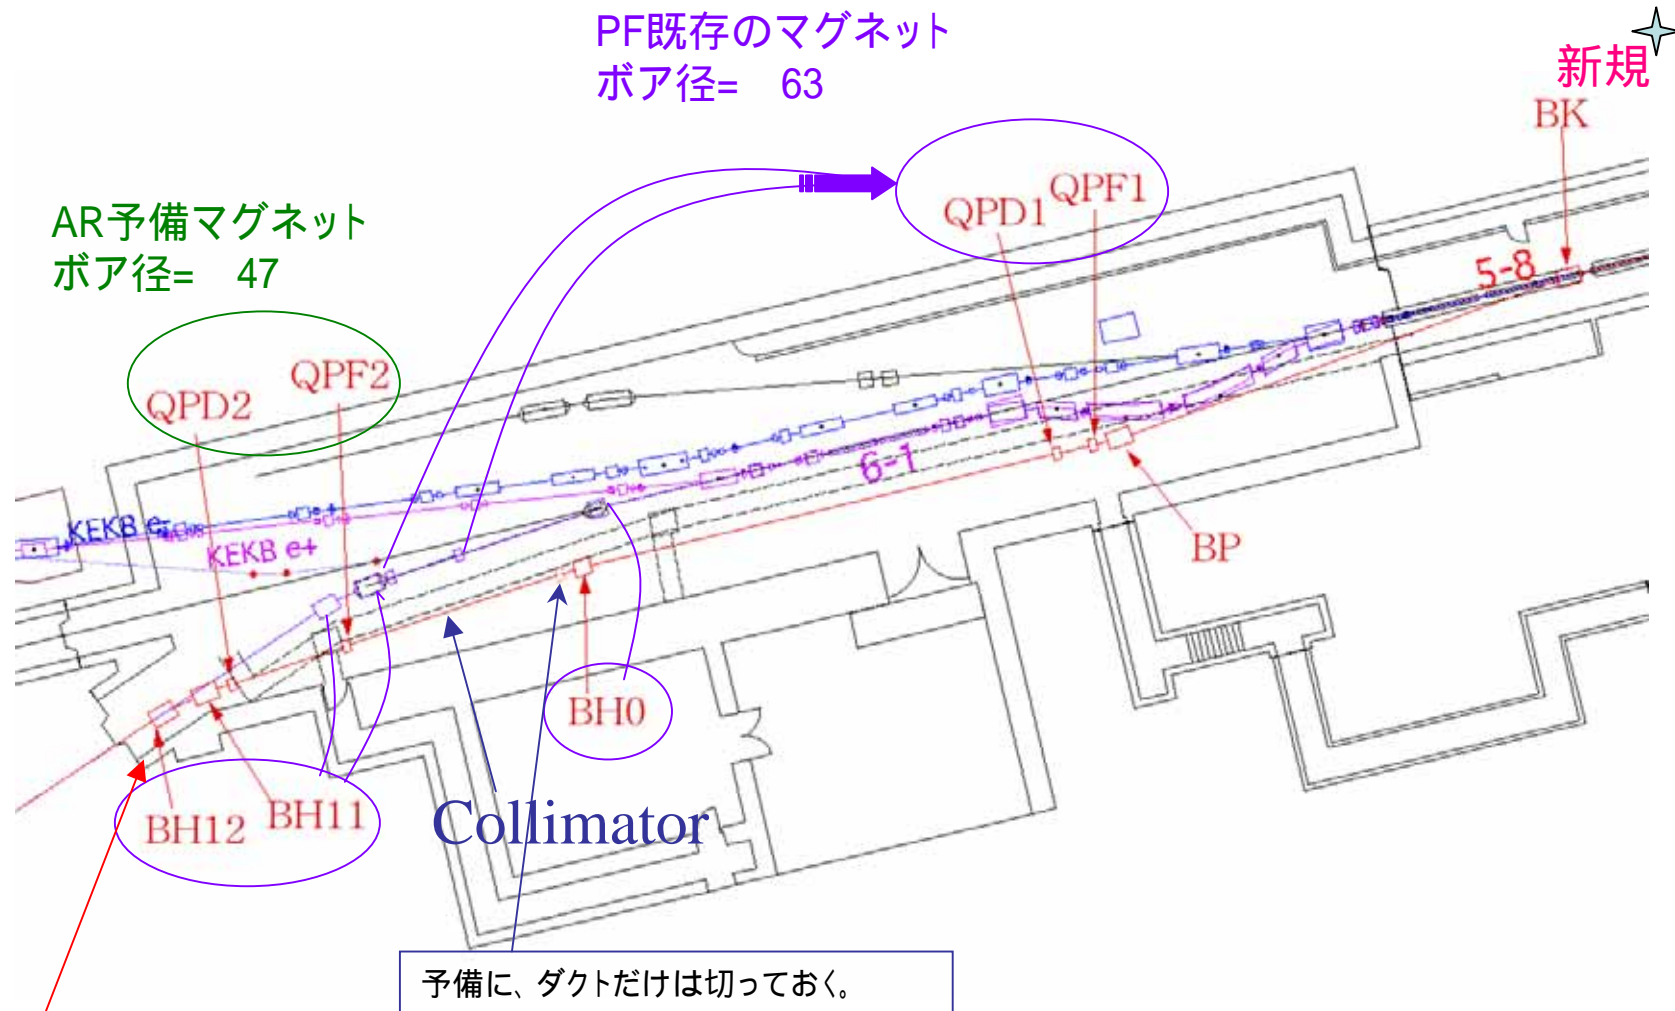 PF既存のマグネット
ボア径=　63
新規
BK
AR予備マグネット
ボア径=　47
QPD1
QPF1
5-8
QPD2
QPF2
6-1
KEKB e-
KEKB e+
BP
BH0
BH12
BH11
Collimator
予備に、ダクトだけは切っておく。